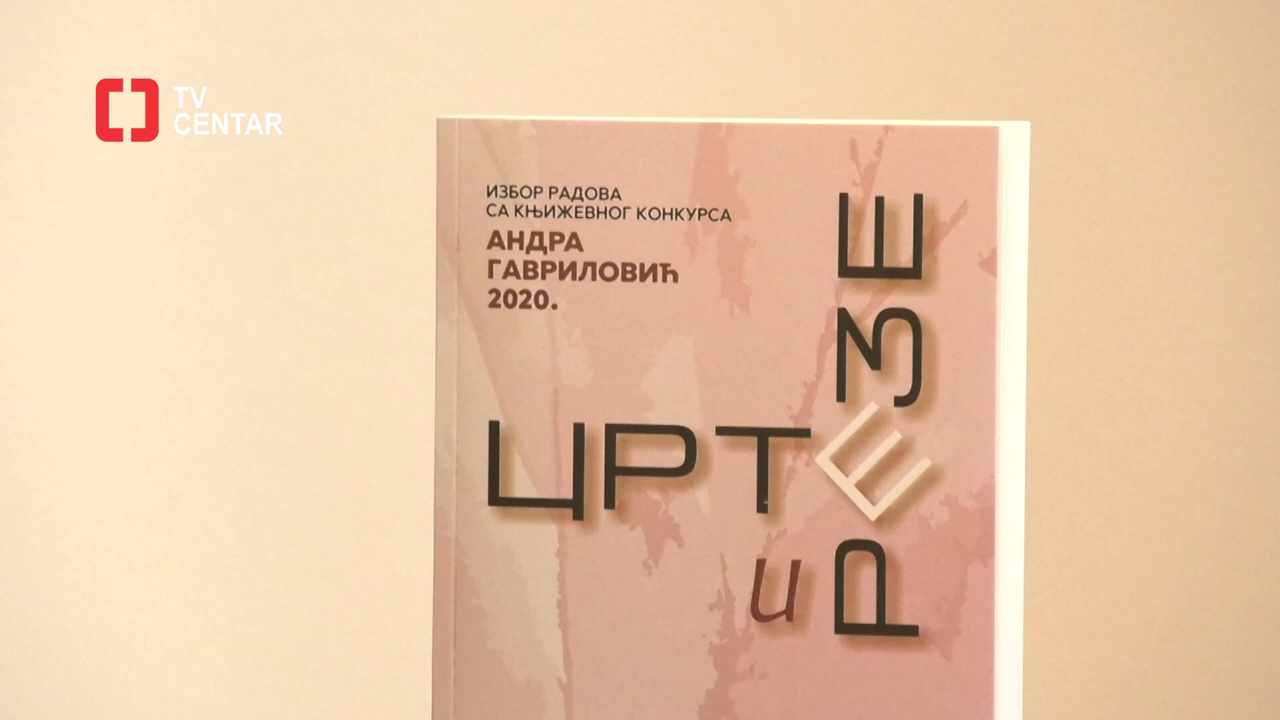 TV
CENTAR
ИЗБОР РАДОВА
СА КЊИЖЕВНОГ КОНКУРСА
АНДРА
ГАВРИЛОВИЋ
2020.
ЦРТЕ
и
РЕЗЕ